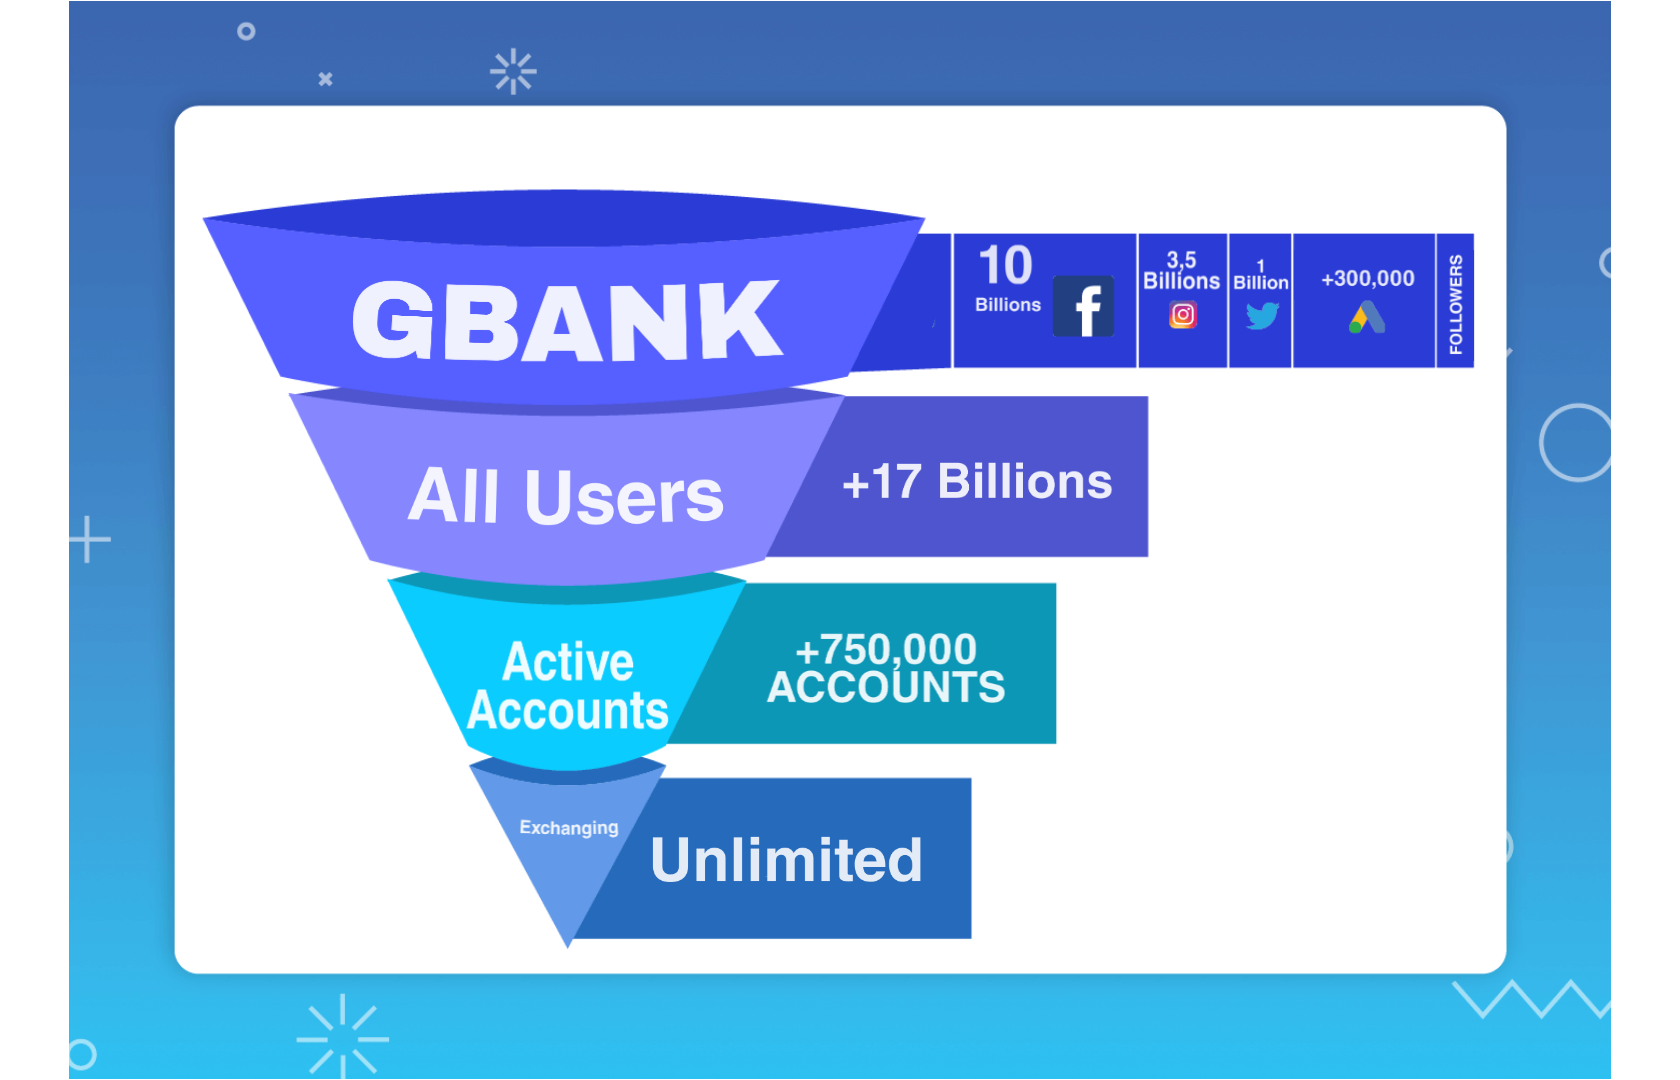 GBANK
10
Billions
f
3,5
Billions
1
Billion
+300,000
FOLLOWERS
All Users
+17 Billions
Active
Accounts
+750,000
ACCOUNTS
Exchanging
Unlimited